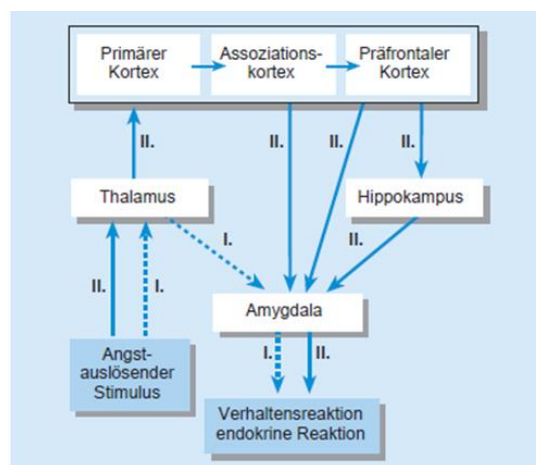 Primärer
Kortex
Assoziations-
kortex
Präfrontaler
Kortex
II.
II.
II.
II.
Thalamus
Hippokampus
I.
II.
II.
I.
Amygdala
I.
II.
Angst-
auslösender
Stimulus
Verhaltensreaktion
endokrine Reaktion